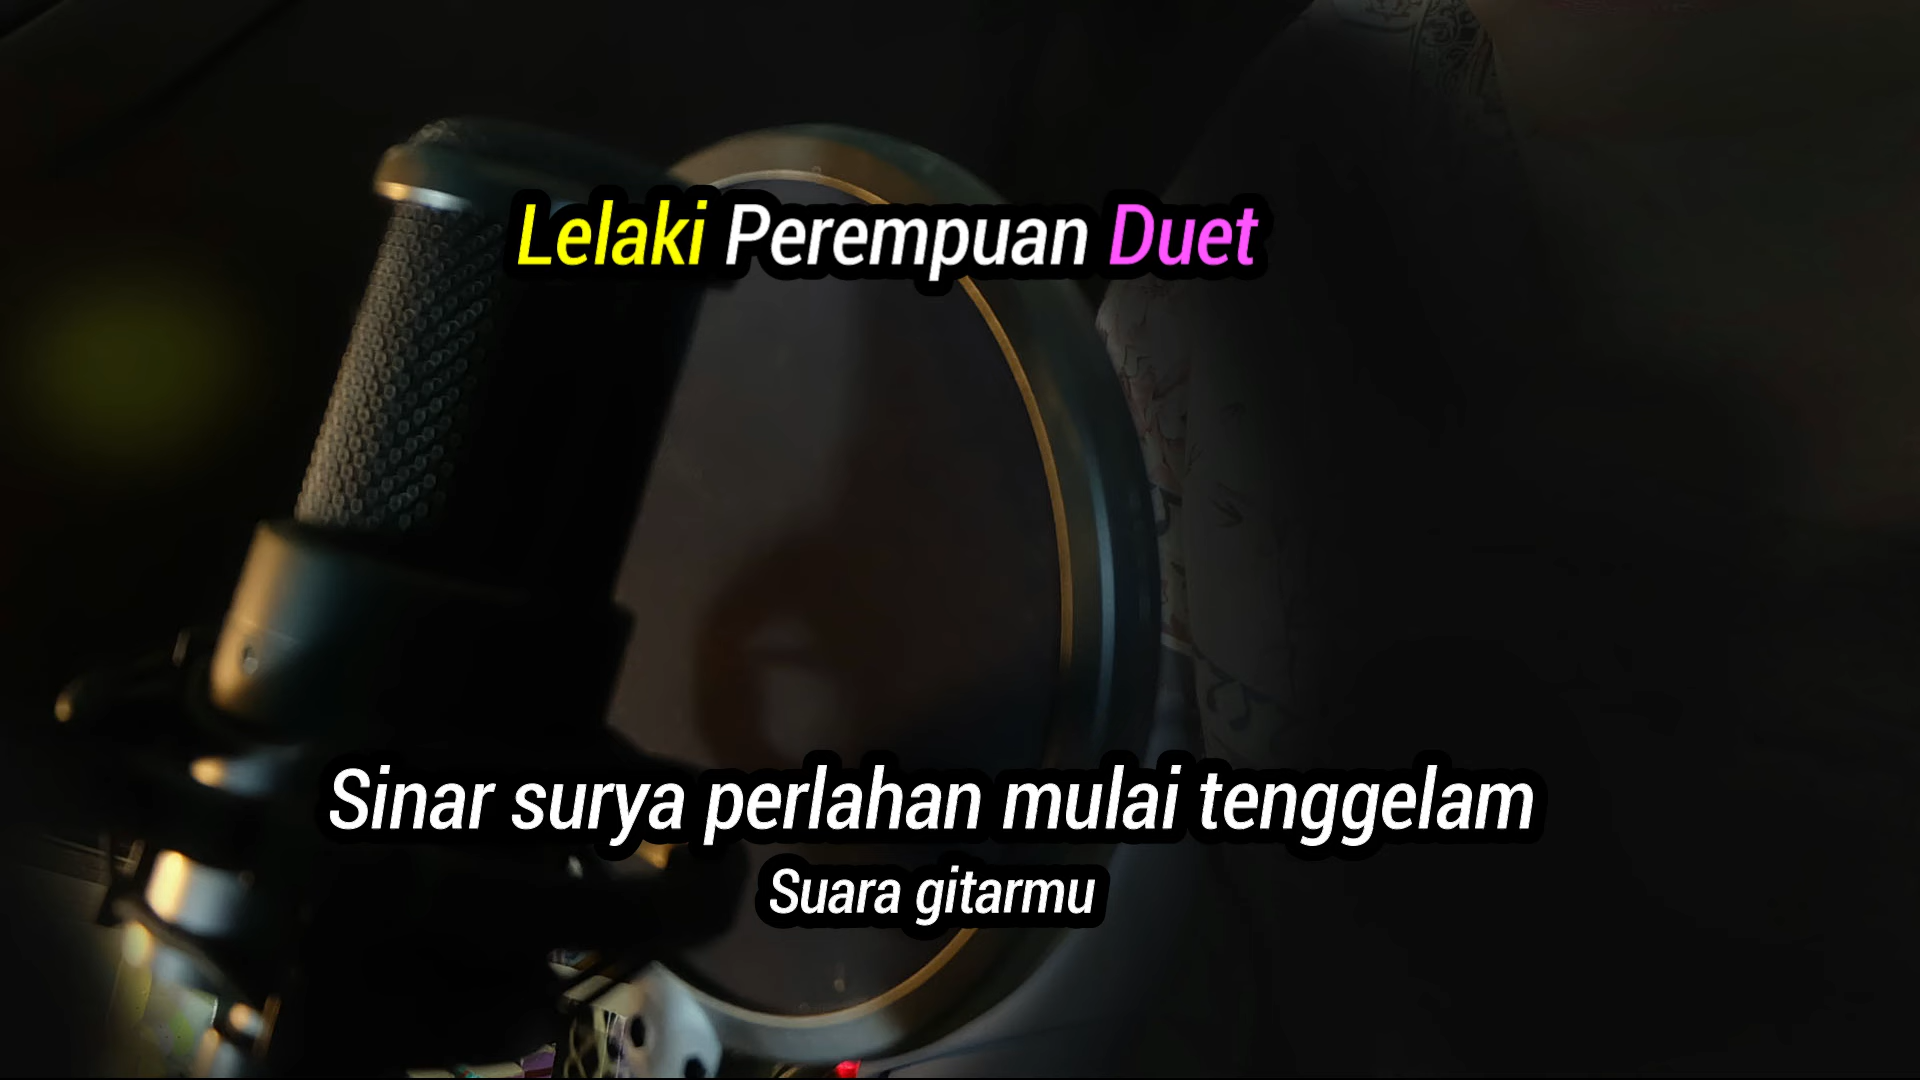 Lelaki Perempuan Duet
Sinar surya perlahan mulai tenggelam
Suara gitarmu